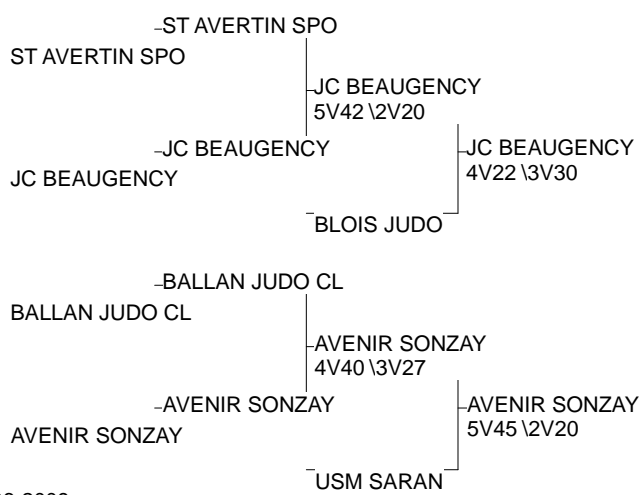 ST AVERTIN SPO
ST AVERTIN SPO
JC BEAUGENCY
5V42 \2V20
JC BEAUGENCY
JC BEAUGENCY
4V22 \3V30
JC BEAUGENCY
BLOIS JUDO
BALLAN JUDO CL
BALLAN JUDO CL
AVENIR SONZAY
4V40 \3V27
AVENIR SONZAY
AVENIR SONZAY
5V45 \2V20
AVENIR SONZAY
USM SARAN